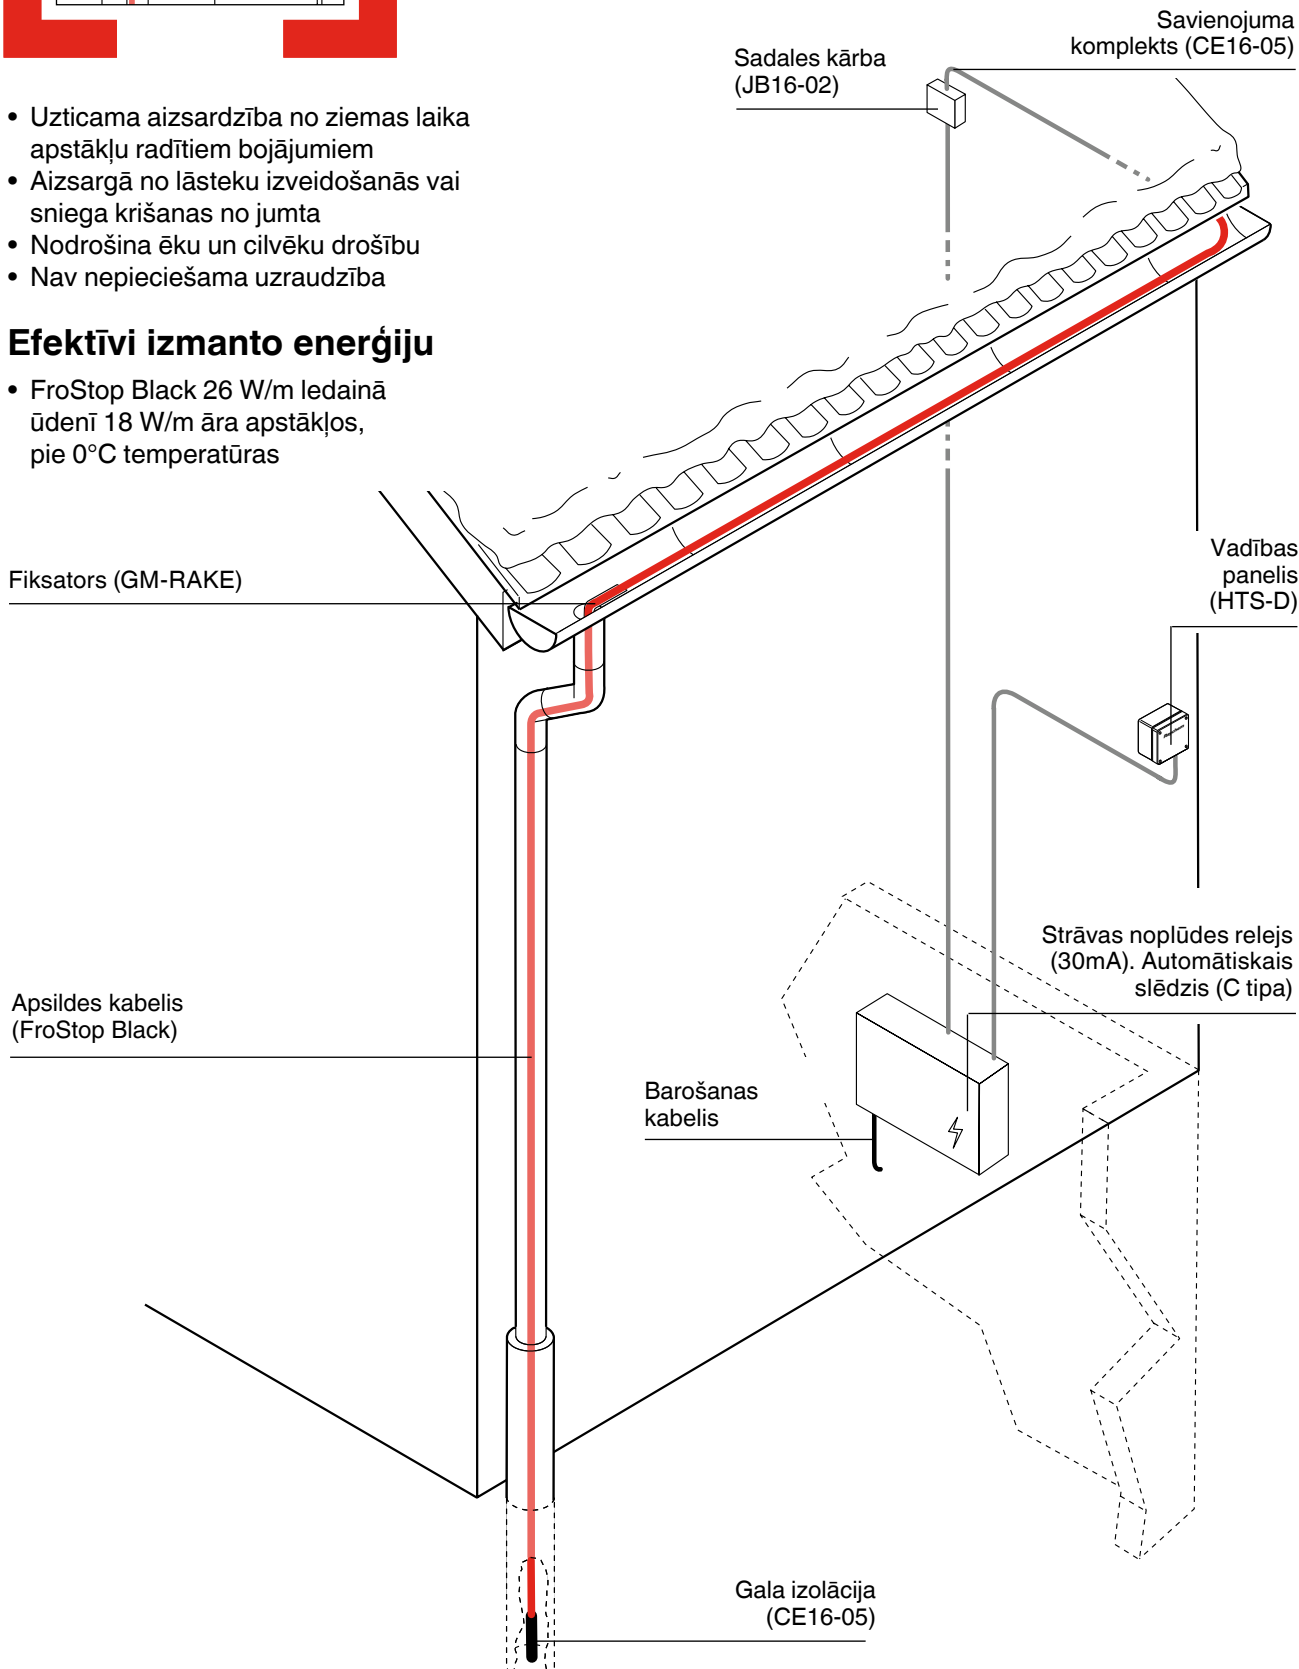 Savienojuma
komplekts (CE16-05)
Sadales kārba
(JB16-02)
• Uzticama aizsardzība no ziemas laika
apstākļu radītiem bojājumiem
• Aizsargā no lāsteku izveidošanās vai
sniega krišanas no jumta
• Nodrošina ēku un cilvēku drošību
• Nav nepieciešama uzraudzība
Efektīvi izmanto enerģiju
• FroStop Black 26 W/m ledainā
ūdenī 18 W/m āra apstākļos,
pie 0°C temperatūras
Fiksators (GM-RAKE)
Vadības
panelis
(HTS-D)
Strāvas noplūdes relejs
(30mA). Automātiskais
slēdzis (C tipa)
Apsildes kabelis
(FroStop Black)
Barošanas
kabelis
Gala izolācija
(CE16-05)